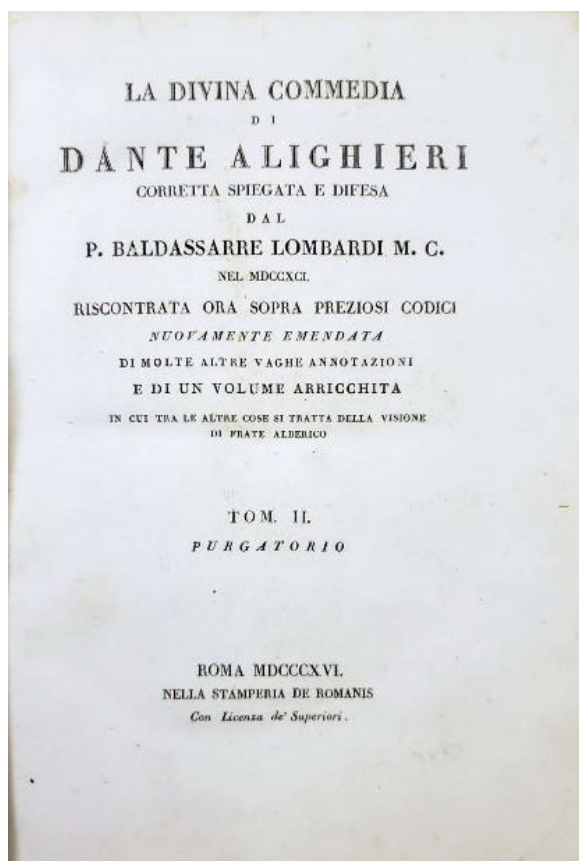 LA DIVINA COMMEDIA
DI
DANTE ALIGHIERI
CORRETTA SPIEGATA E DIFESA
DAL
P. BALDASSARRE LOMBARDI M. C.
NEL MDCCXCI.
RISCONTRATA ORA SOPRA PREZIOSI CODICI
NUOVAMENTE EMENDATA
DI MOLTE ALTRE VAGHE ANNOTAZIONI
E DI UN VOLUME ARRICCHITA
IN CUI TRA LE ALTRE COSE SI TRATTA DELLA VISIONE
DI FRATE ALBERICO
TOM. II.
PURGATORIO
ROMA MDCCCXVI.
NELLA STAMPERIA DE ROMANIS
Con Licenza de' Superiori.